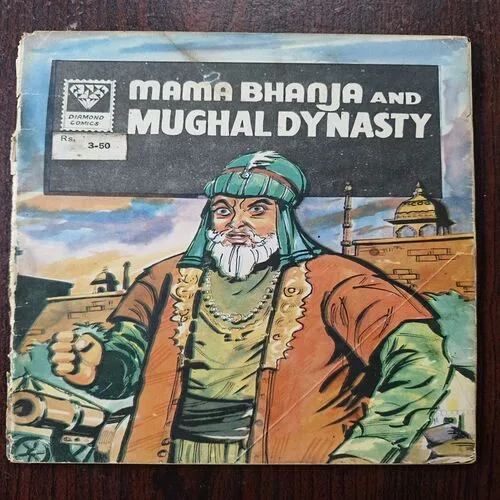 MAMA BHANJA AND
MUGHAL DYNASTY
DIAMOND
COMICS
Rs.
3-50